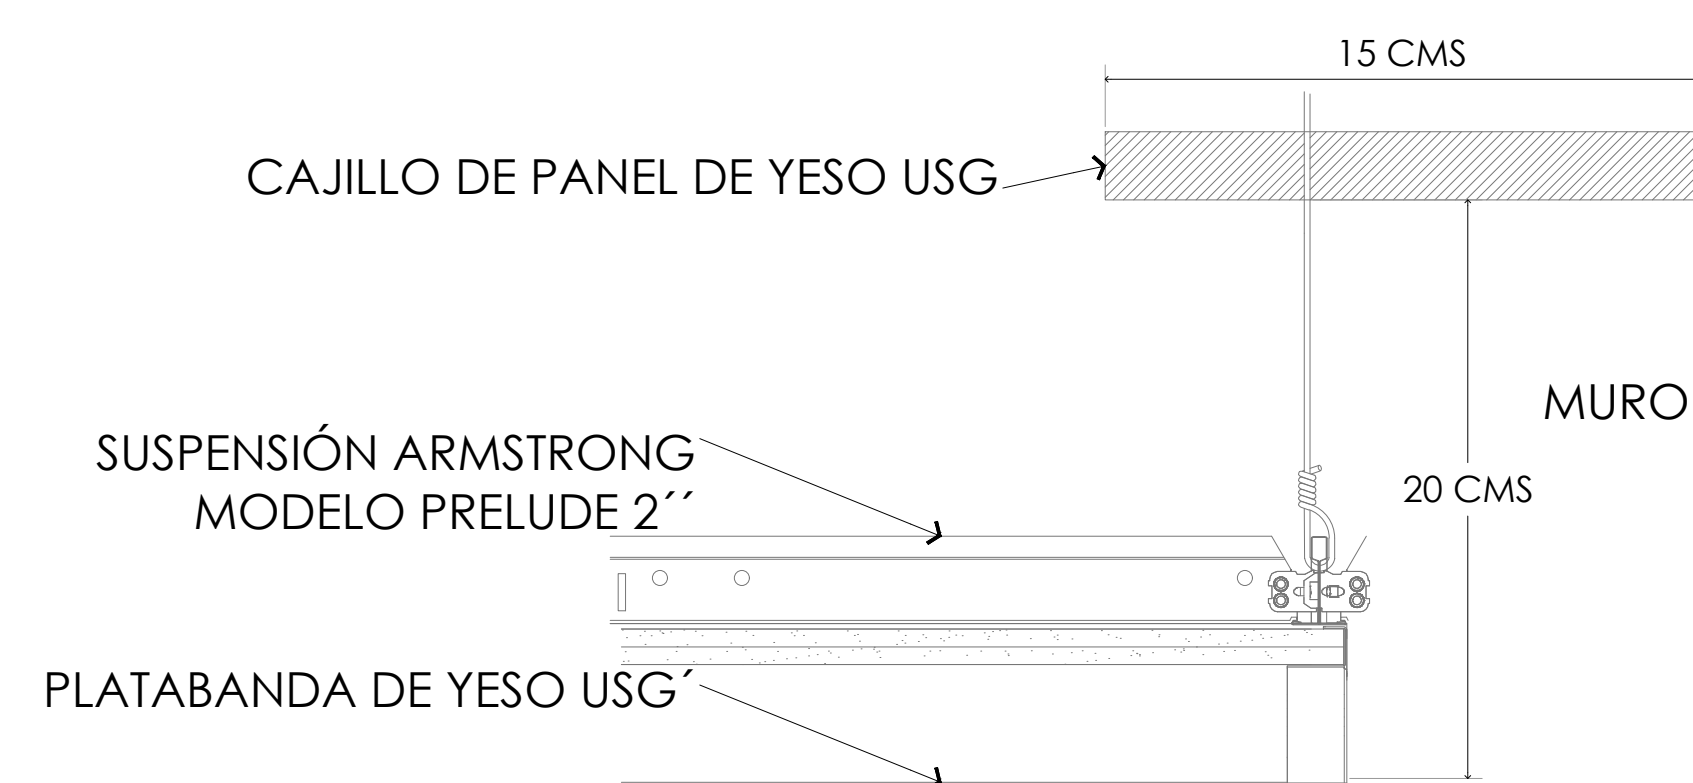 15 CMS
CAJILLO DE PANEL DE YESO USG
MURO
SUSPENSIÓN ARMSTRONG
MODELO PRELUDE 2´´
20 CMS
PLATABANDA DE YESO USG´